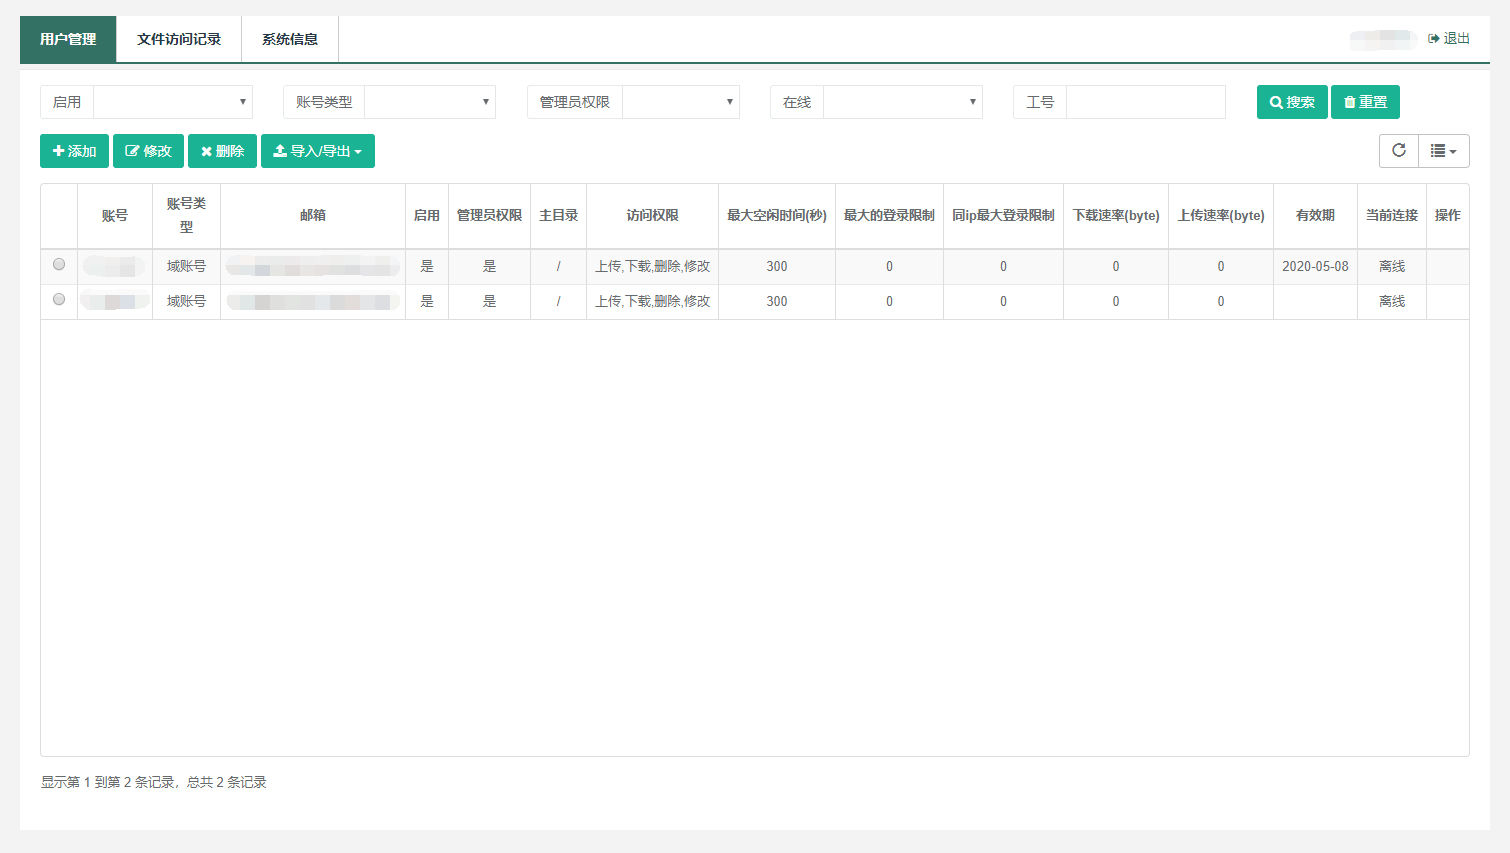 用户管理 文件访问记录 系统信息 退出
启用 账号类型 管理员权限 在线 工号 搜索 重置
添加 修改 删除 导入/导出
账号 账号类型 邮箱 启用 管理员权限 主目录 访问权限 最大空闲时间(秒) 最大的登录限制 同ip最大登录限制 下载速率(byte) 上传速率(byte) 有效期 当前连接 操作
域账号 是 是 / 上传,下载,删除,修改 300 0 0 0 0 2020-05-08 离线
域账号 是 是 / 上传,下载,删除,修改 300 0 0 0 0 离线
显示第 1 到第 2 条记录，总共 2 条记录